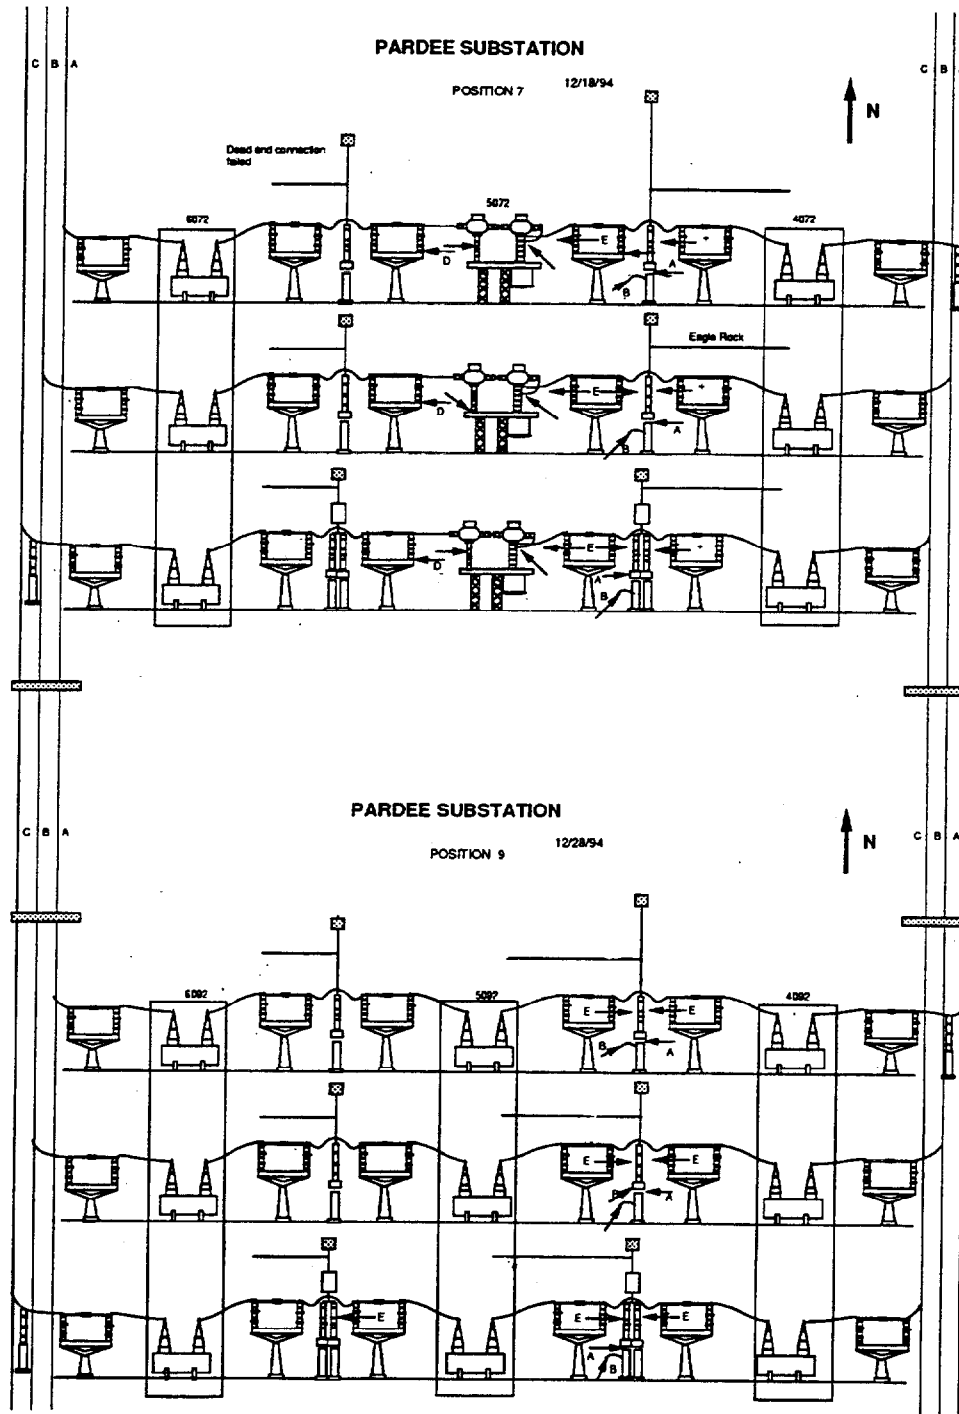 PARDEE SUBSTATION
C B A
C B
POSITION 7 12/18/94
N
Dead end connection
failed
6072 5072 4072
D E A B
Eagle Rock
D E A B
D E A B
PARDEE SUBSTATION
C B A
C B A
POSITION 9 12/28/94
N
6092 5092 4092
E E B A
E E B A
E E E A B